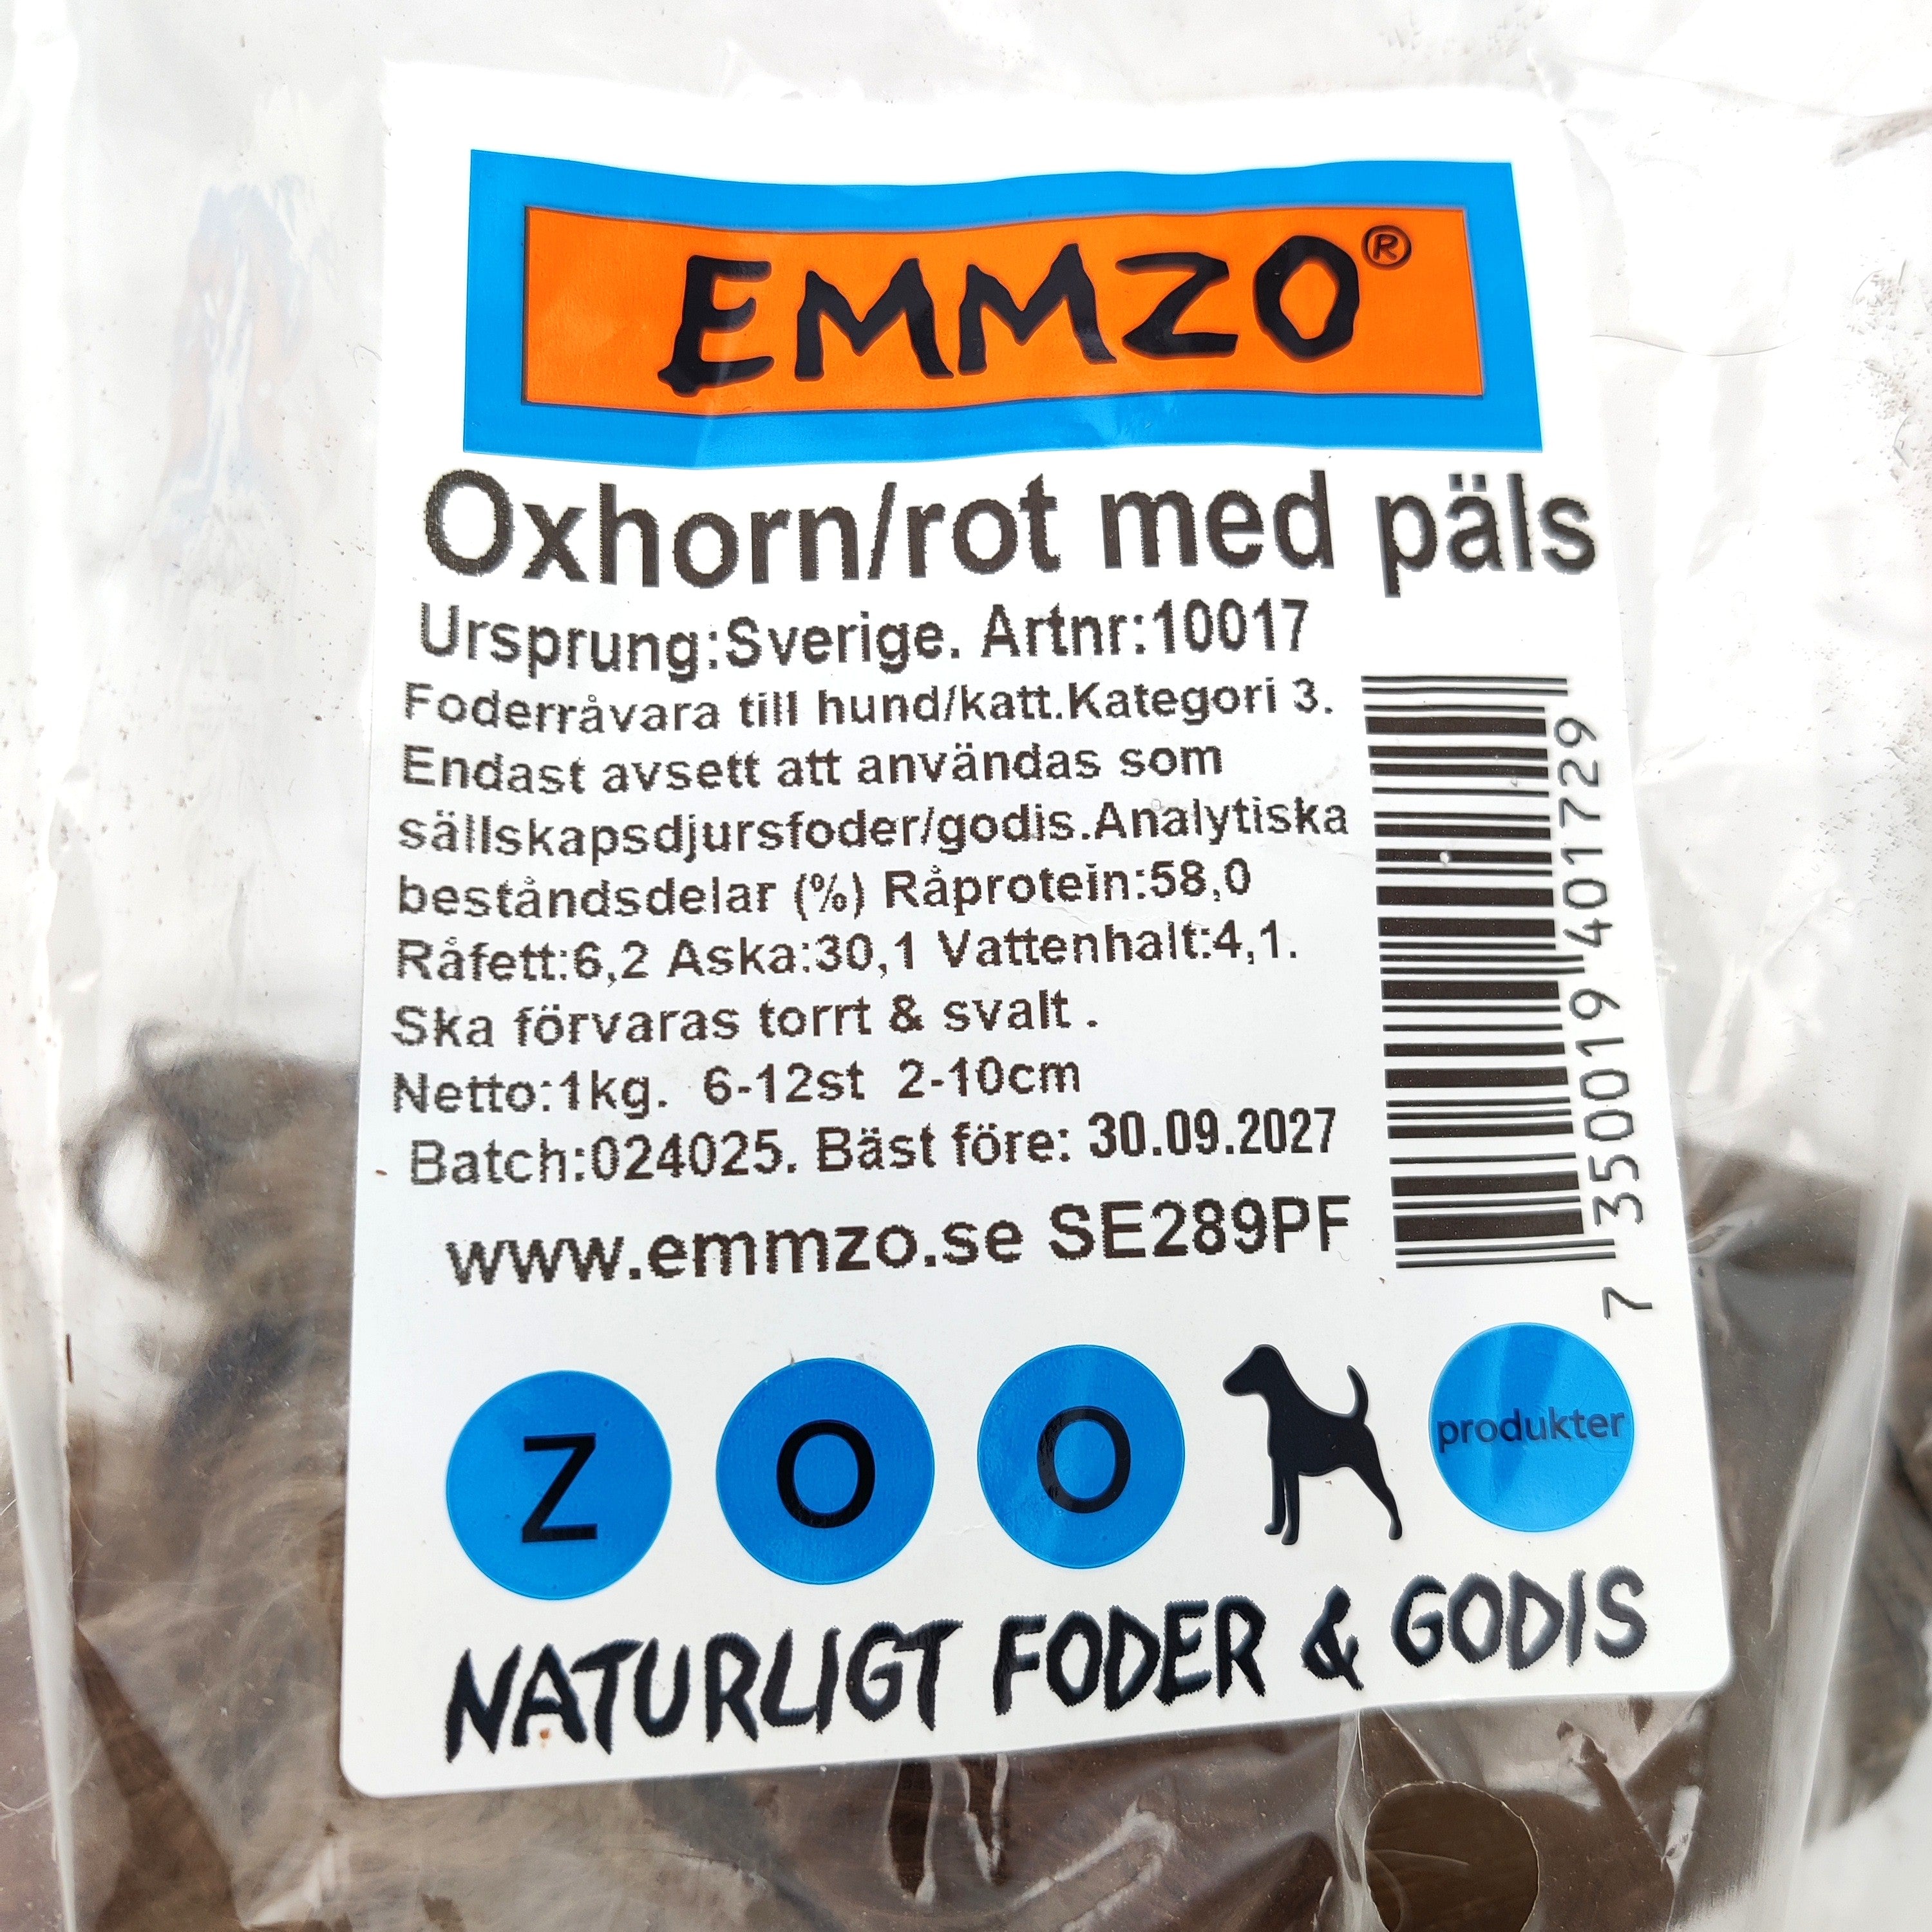 EMMZO®
Oxhorn/rot med päls
Ursprung:Sverige. Artnr:10017
Foderråvara till hund/katt.Kategori 3.
Endast avsett att användas som
sällskapsdjursfoder/godis.Analytiska
beståndsdelar (%) Råprotein:58,0
Råfett:6,2 Aska:30,1 Vattenhalt:4,1.
Ska förvaras torrt & svalt .
Netto:1kg. 6-12st 2-10cm
Batch:024025. Bäst före: 30.09.2027
www.emmzo.se SE289PF
7 350019 401729
ZOO produkter
NATURLIGT FODER & GODIS